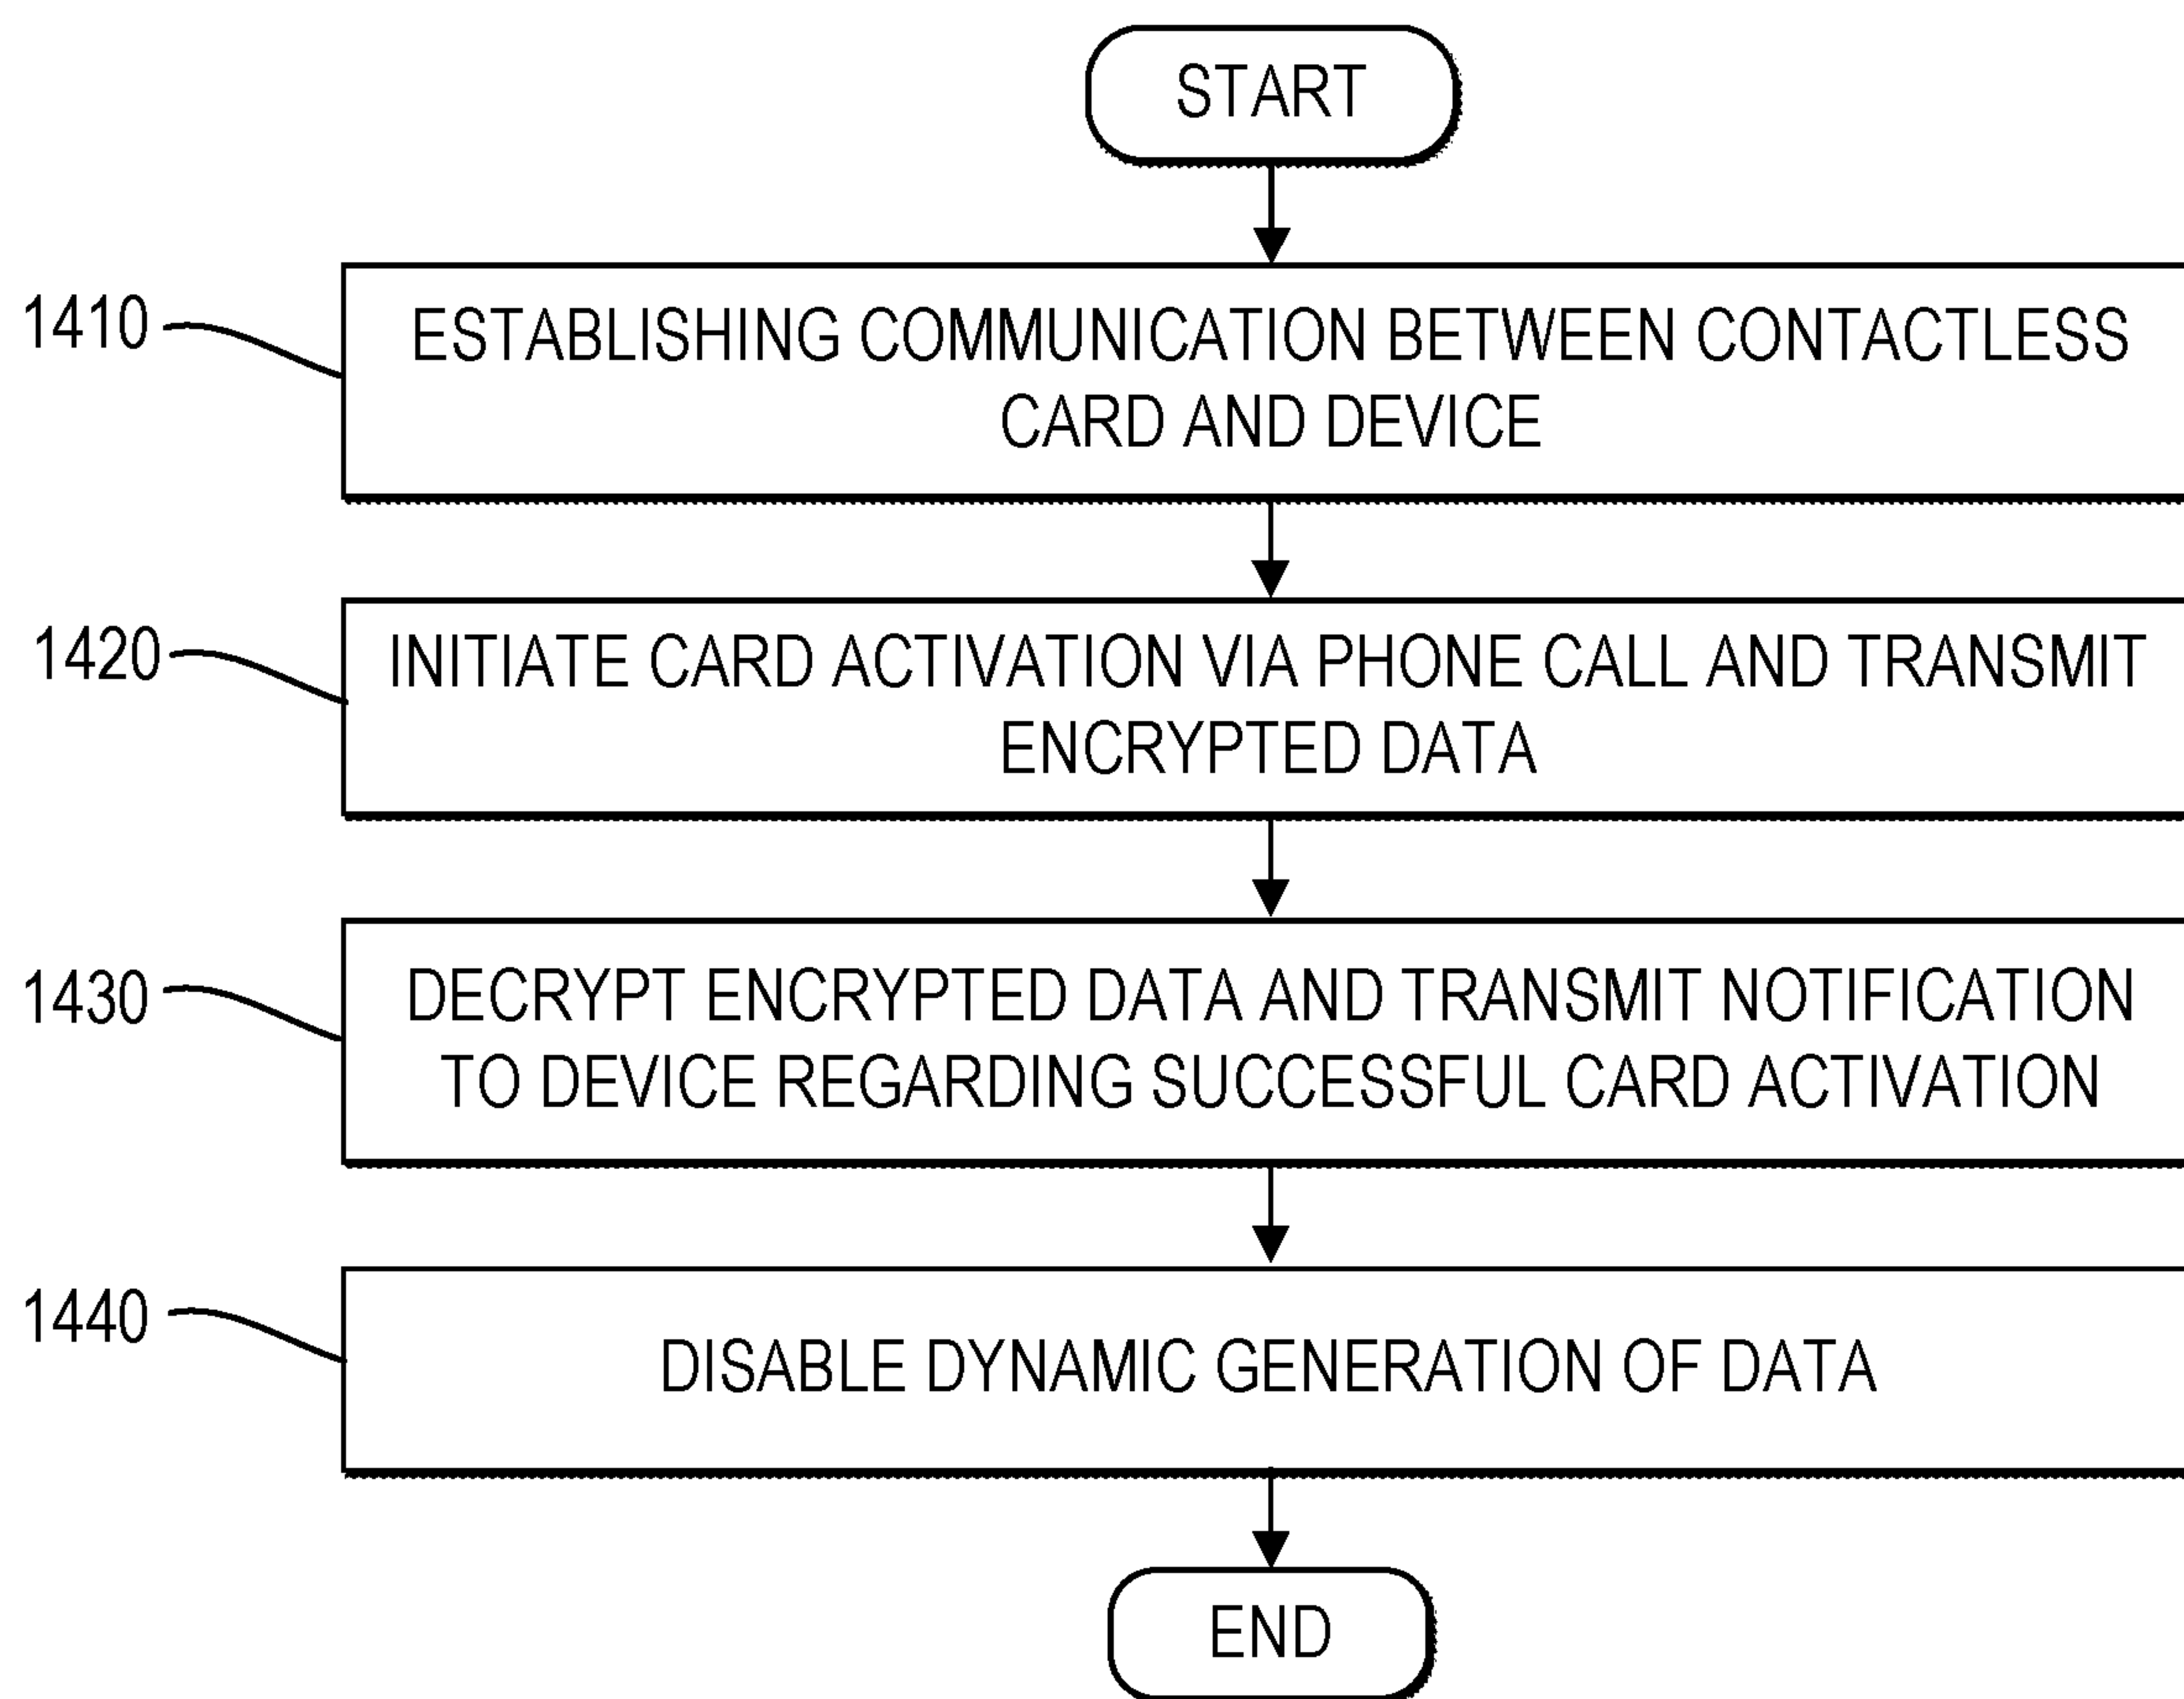 START
1410
ESTABLISHING COMMUNICATION BETWEEN CONTACTLESS
CARD AND DEVICE
1420
INITIATE CARD ACTIVATION VIA PHONE CALL AND TRANSMIT
ENCRYPTED DATA
1430
DECRYPT ENCRYPTED DATA AND TRANSMIT NOTIFICATION
TO DEVICE REGARDING SUCCESSFUL CARD ACTIVATION
1440
DISABLE DYNAMIC GENERATION OF DATA
END